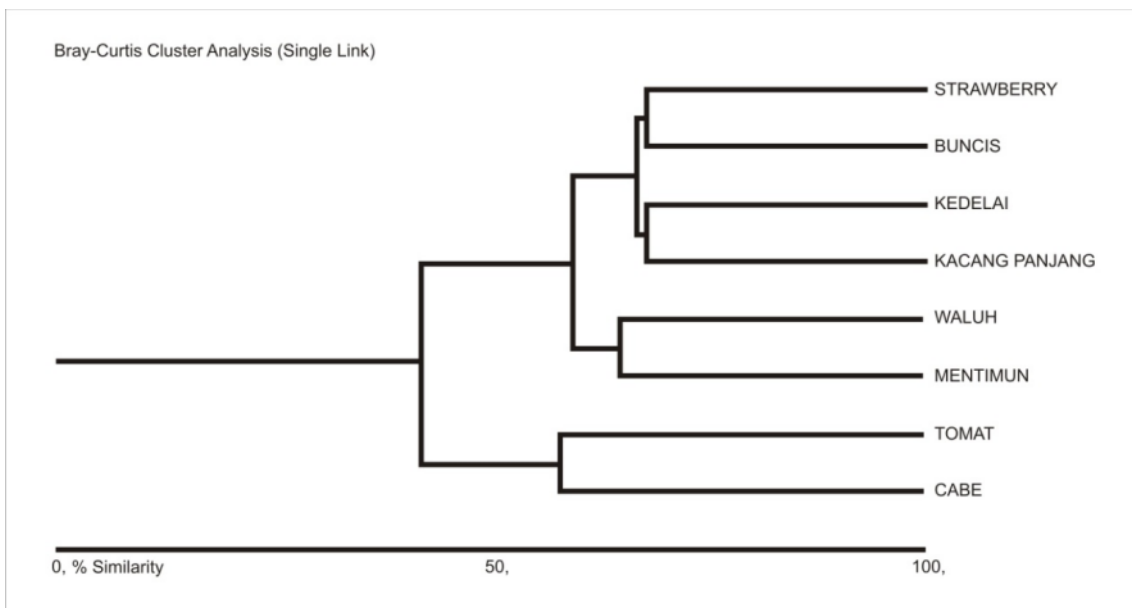 Bray-Curtis Cluster Analysis (Single Link)
STRAWBERRY
BUNCIS
KEDELAI
KACANG PANJANG
WALUH
MENTIMUN
TOMAT
CABE
0, % Similarity 50, 100,